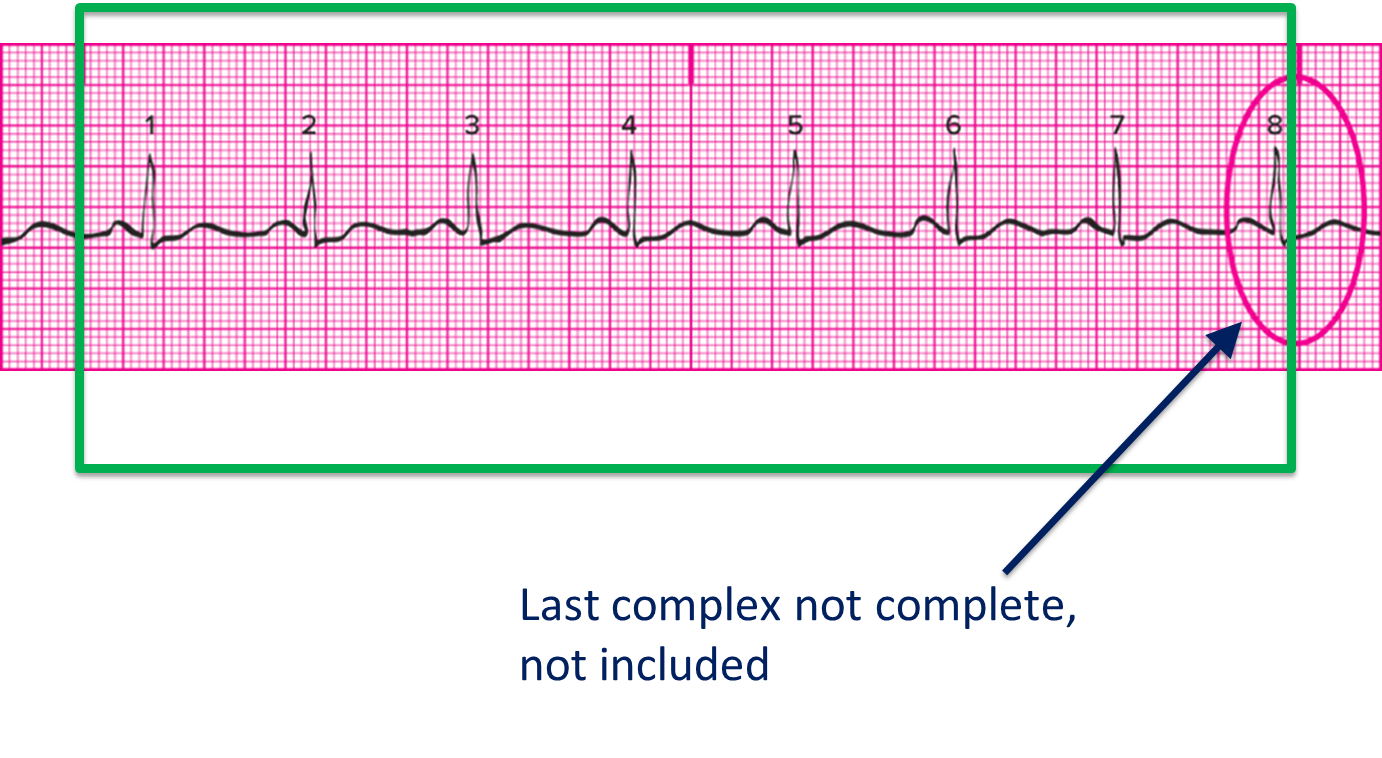 1 2 3 4 5 6 7 8
Last complex not complete,
not included